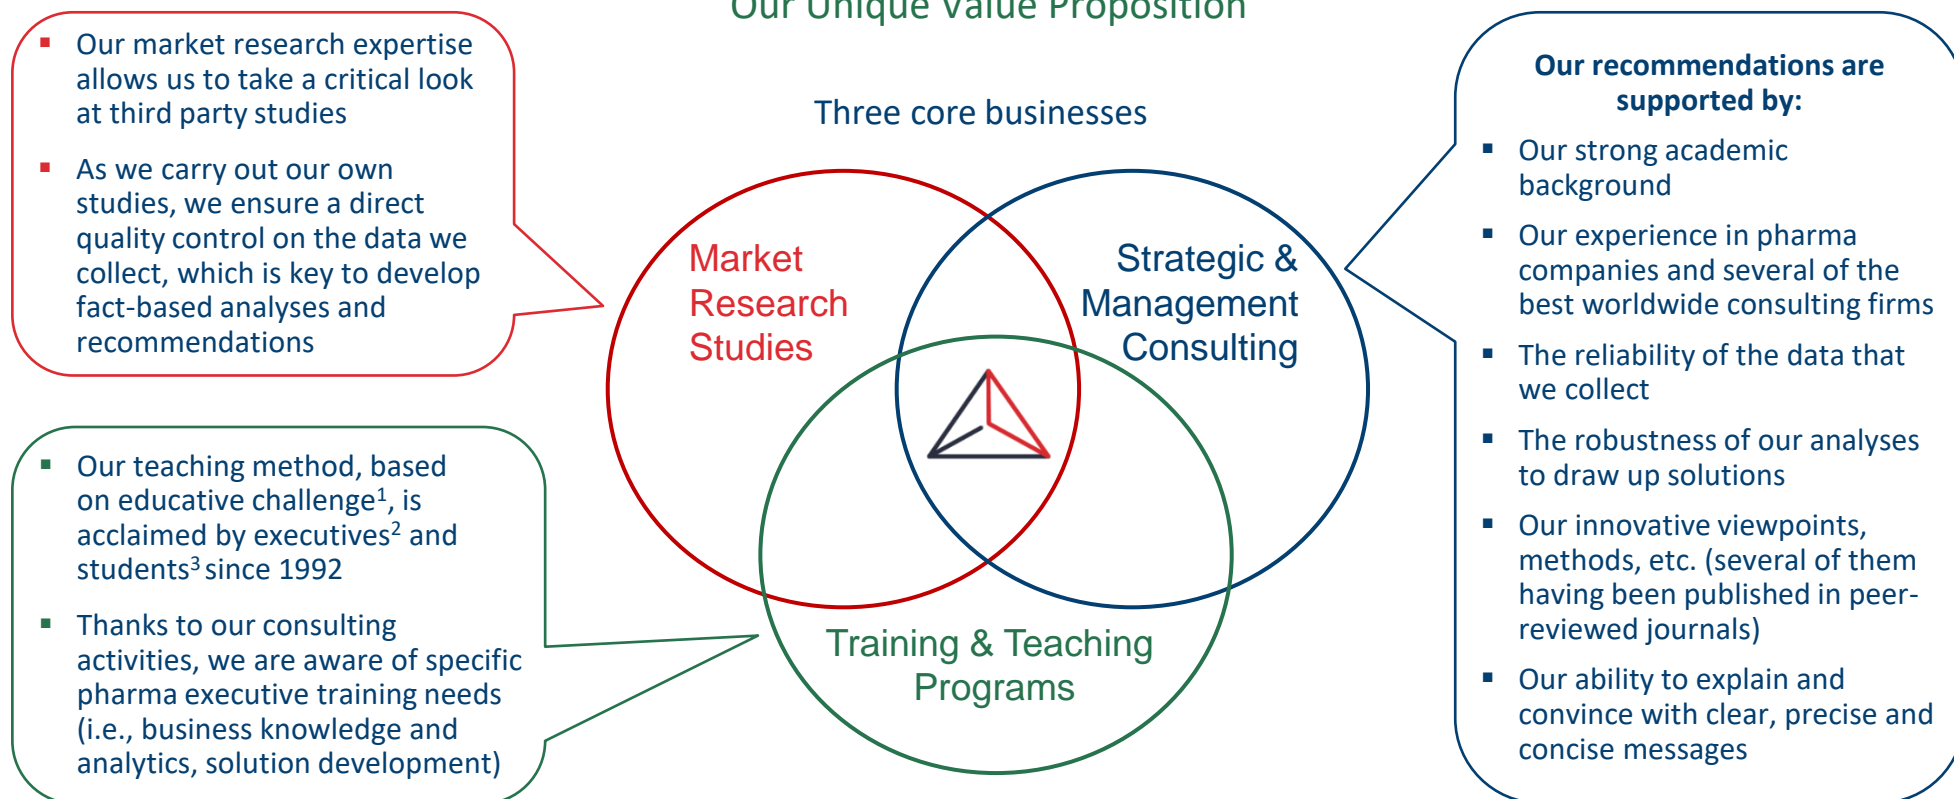 Our Unique Value Proposition
Three core businesses
▪ Our market research expertise
allows us to take a critical look
at third party studies
▪ As we carry out our own
studies, we ensure a direct
quality control on the data we
collect, which is key to develop
fact-based analyses and
recommendations
▪ Our teaching method, based
on educative challenge¹, is
acclaimed by executives² and
students³ since 1992
▪ Thanks to our consulting
activities, we are aware of specific
pharma executive training needs
(i.e., business knowledge and
analytics, solution development)
Market
Research
Studies
Strategic &
Management
Consulting
Training & Teaching
Programs
Our recommendations are
supported by:
▪ Our strong academic
background
▪ Our experience in pharma
companies and several of the
best worldwide consulting firms
▪ The reliability of the data that
we collect
▪ The robustness of our analyses
to draw up solutions
▪ Our innovative viewpoints,
methods, etc. (several of them
having been published in peer-
reviewed journals)
▪ Our ability to explain and
convince with clear, precise and
concise messages